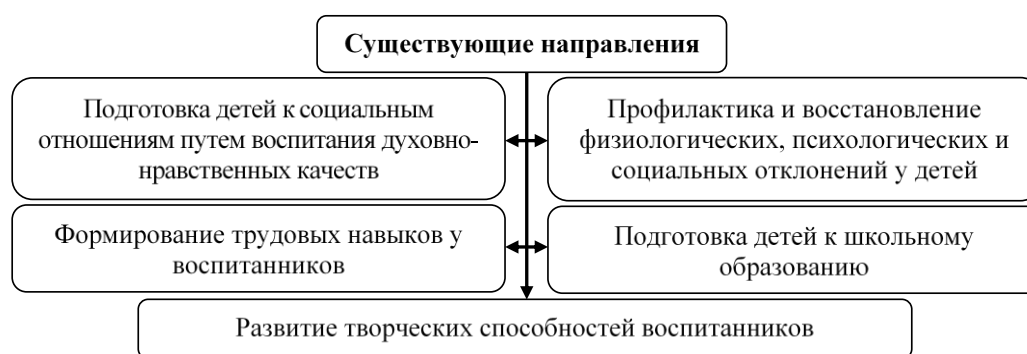 Существующие направления
Подготовка детей к социальным
отношениям путем воспитания духовно-
нравственных качеств
Профилактика и восстановление
физиологических, психологических и
социальных отклонений у детей
Формирование трудовых навыков у
воспитанников
Подготовка детей к школьному
образованию
Развитие творческих способностей воспитанников